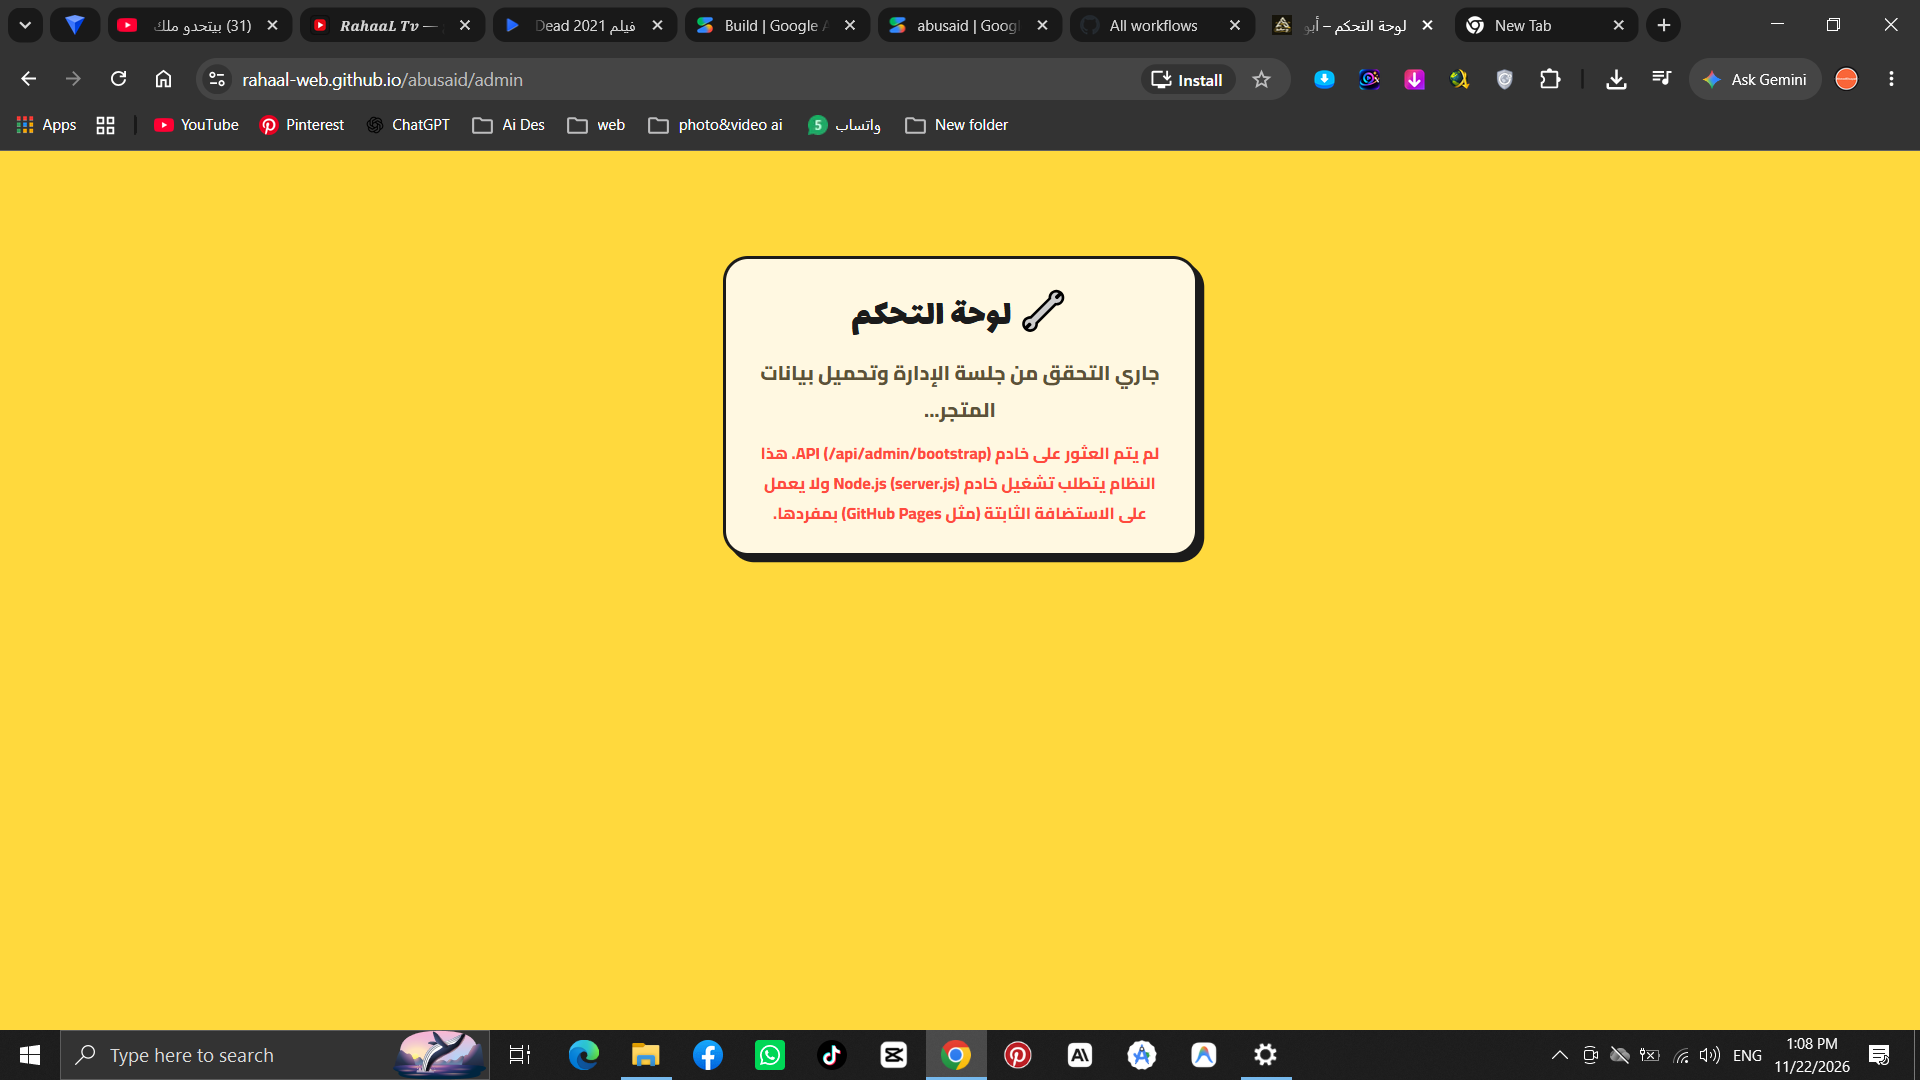 (31) بيتحدو ملك
RahaaL Tv —
فيلم Dead 2021
Build | Google A
abusaid | Googl
All workflows
لوحة التحكم – أبو
New Tab
rahaal-web.github.io/abusaid/admin
Install
Ask Gemini
Apps
YouTube
Pinterest
ChatGPT
Ai Des
web
photo&video ai
5
واتساب
New folder
لوحة التحكم
جاري التحقق من جلسة الإدارة وتحميل بيانات
المتجر...
لم يتم العثور على خادم API (/api/admin/bootstrap). هذا
النظام يتطلب تشغيل خادم Node.js (server.js) ولا يعمل
على الاستضافة الثابتة (مثل GitHub Pages) بمفردها.
Type here to search
ENG
1:08 PM
11/22/2026